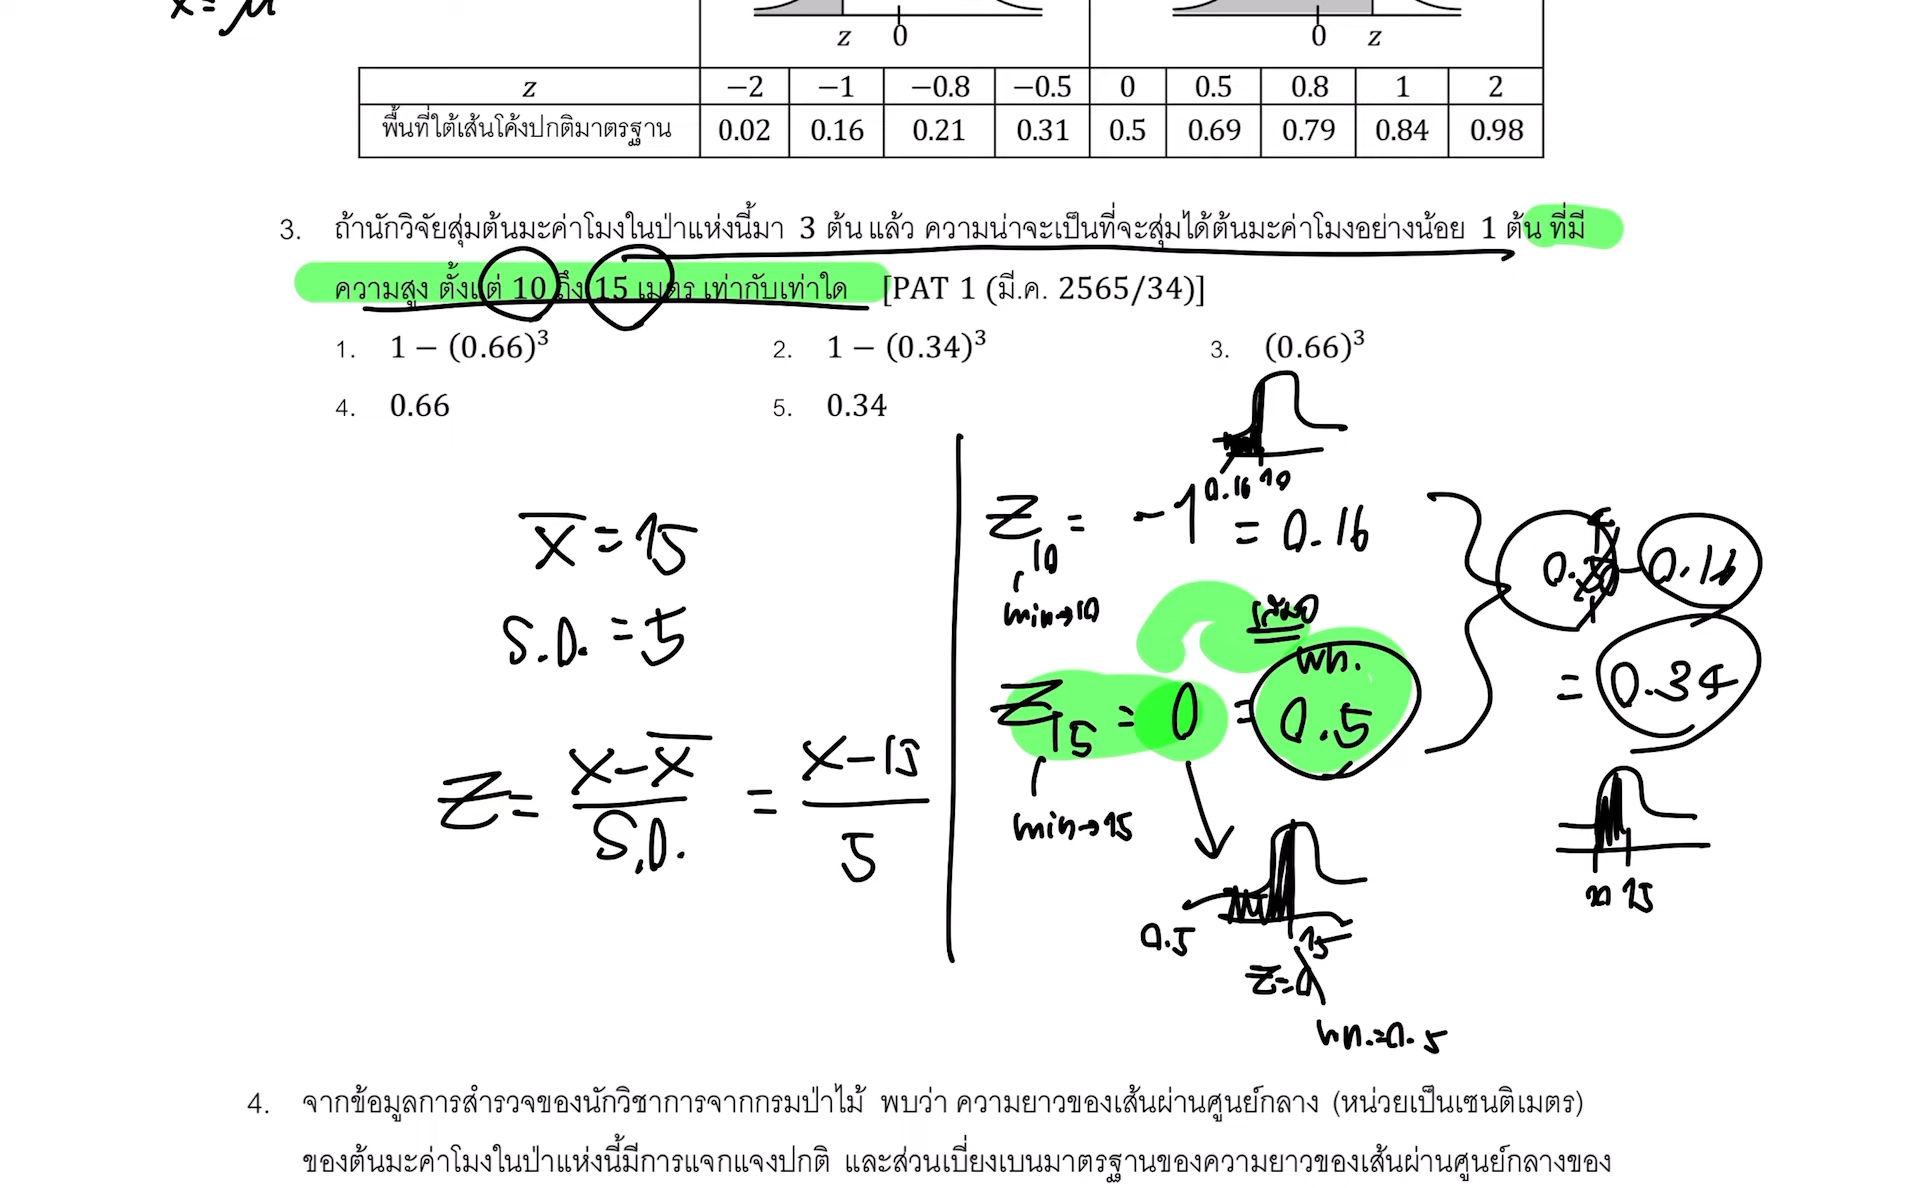 x = μ
z 0 0 z
z −2 −1 −0.8 −0.5 0 0.5 0.8 1 2
พื้นที่ใต้เส้นโค้งปกติมาตรฐาน 0.02 0.16 0.21 0.31 0.5 0.69 0.79 0.84 0.98
3. ถ้านักวิจัยสุ่มต้นมะค่าโมงในป่าแห่งนี้มา 3 ต้น แล้ว ความน่าจะเป็นที่จะสุ่มได้ต้นมะค่าโมงอย่างน้อย 1 ต้น ที่มี
ความสูง ตั้งแต่ 10 ถึง 15 เมตร เท่ากับเท่าใด [PAT 1 (มี.ค. 2565/34)]
1. 1 − (0.66)³ 2. 1 − (0.34)³ 3. (0.66)³
4. 0.66 5. 0.34
x̄ = 15
S.D. = 5
Z = (x − x̄)/S.D. = (x − 15)/5
0.16 10
Z₁₀ = −1 = 0.16
min→10
พท.
Z₁₅ = 0 = 0.5
min→15
0.5
15
Z=0
พท.=0.5
− 0.16
= 0.34
10 15
4. จากข้อมูลการสำรวจของนักวิชาการจากกรมป่าไม้ พบว่า ความยาวของเส้นผ่านศูนย์กลาง (หน่วยเป็นเซนติเมตร)
ของต้นมะค่าโมงในป่าแห่งนี้มีการแจกแจงปกติ และส่วนเบี่ยงเบนมาตรฐานของความยาวของเส้นผ่านศูนย์กลางของ